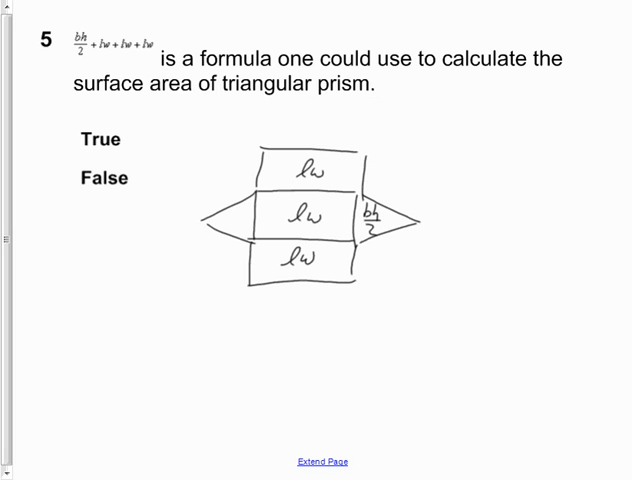 5 bh/2 + lw + lw + lw is a formula one could use to calculate the
surface area of triangular prism.
True
False
lw
lw
bh/2
lw
Extend Page